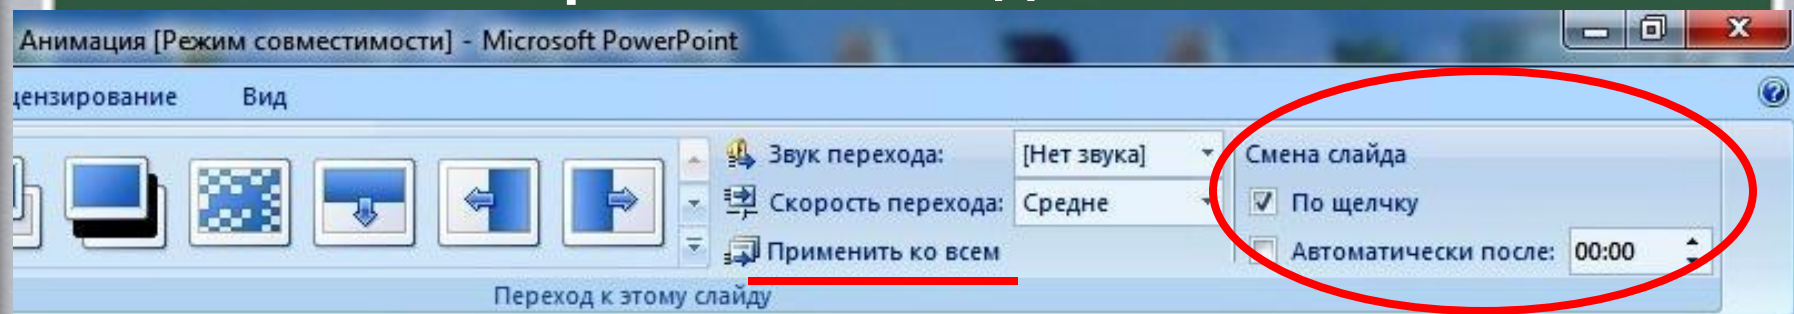 Анимация [Режим совместимости] - Microsoft PowerPoint
цензирование Вид
Звук перехода: [Нет звука] Смена слайда
Скорость перехода: Средне По щелчку
Применить ко всем Автоматически после: 00:00
Переход к этому слайду